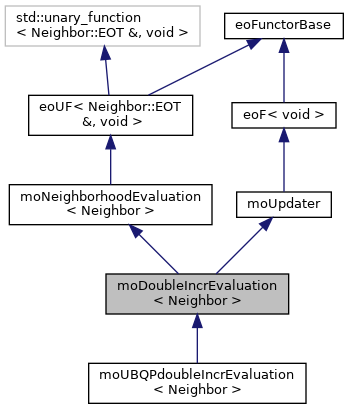 std::unary_function
< Neighbor::EOT &, void >
eoFunctorBase
eoUF< Neighbor::EOT
&, void >
eoF< void >
moNeighborhoodEvaluation
< Neighbor >
moUpdater
moDoubleIncrEvaluation
< Neighbor >
moUBQPdoubleIncrEvaluation
< Neighbor >